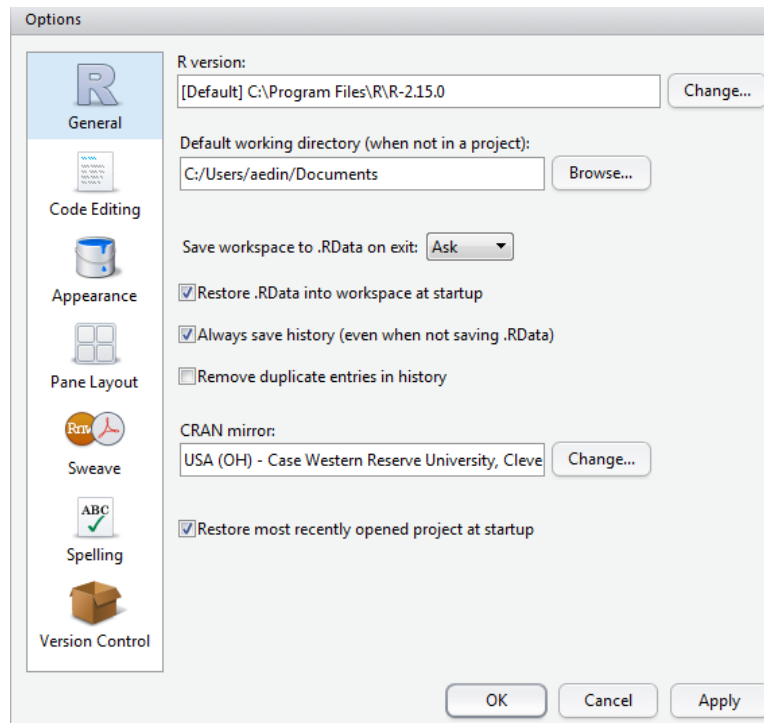 Options
R
General
Code Editing
Appearance
Pane Layout
Rnw
Sweave
ABC
Spelling
Version Control
R version:
[Default] C:\Program Files\R\R-2.15.0
Change...
Default working directory (when not in a project):
C:/Users/aedin/Documents
Browse...
Save workspace to .RData on exit: Ask
Restore .RData into workspace at startup
Always save history (even when not saving .RData)
Remove duplicate entries in history
CRAN mirror:
USA (OH) - Case Western Reserve University, Cleve
Change...
Restore most recently opened project at startup
OK Cancel Apply